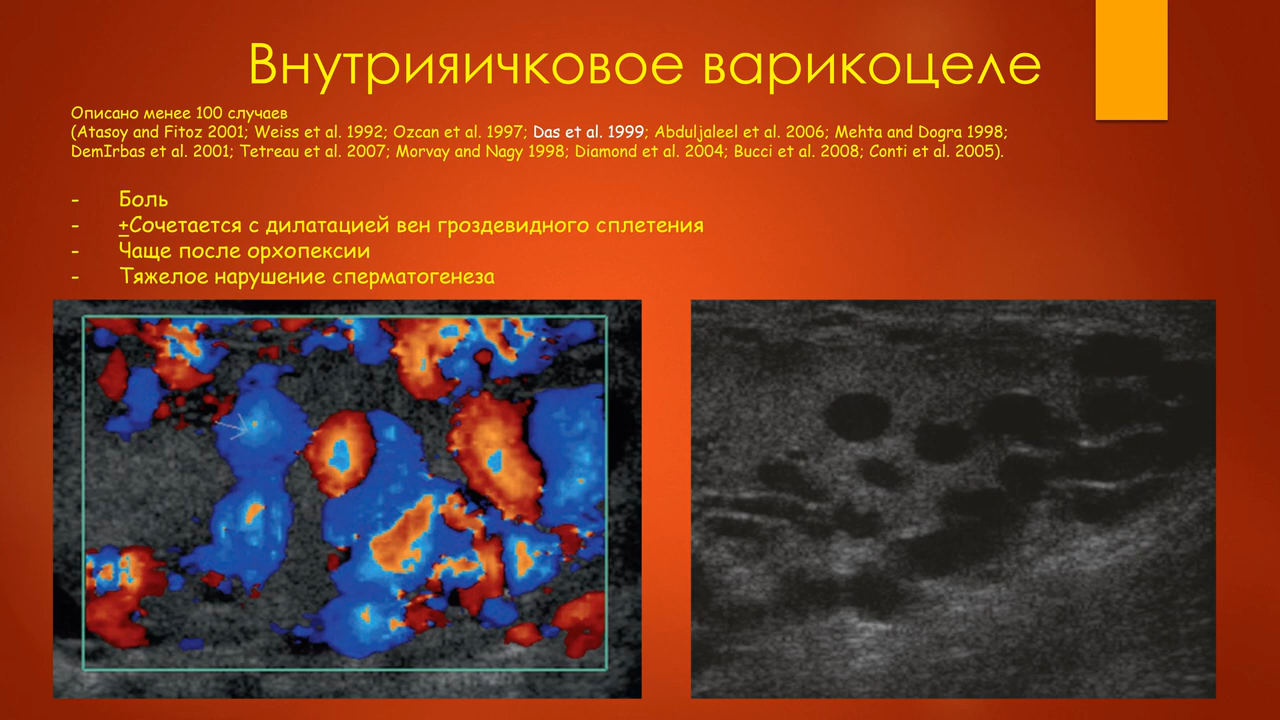 Внутрияичковое варикоцеле
Описано менее 100 случаев
(Atasoy and Fitoz 2001; Weiss et al. 1992; Ozcan et al. 1997; Das et al. 1999; Abduljaleel et al. 2006; Mehta and Dogra 1998;
DemIrbas et al. 2001; Tetreau et al. 2007; Morvay and Nagy 1998; Diamond et al. 2004; Bucci et al. 2008; Conti et al. 2005).
- Боль
- +Сочетается с дилатацией вен гроздевидного сплетения
- Чаще после орхопексии
- Тяжелое нарушение сперматогенеза